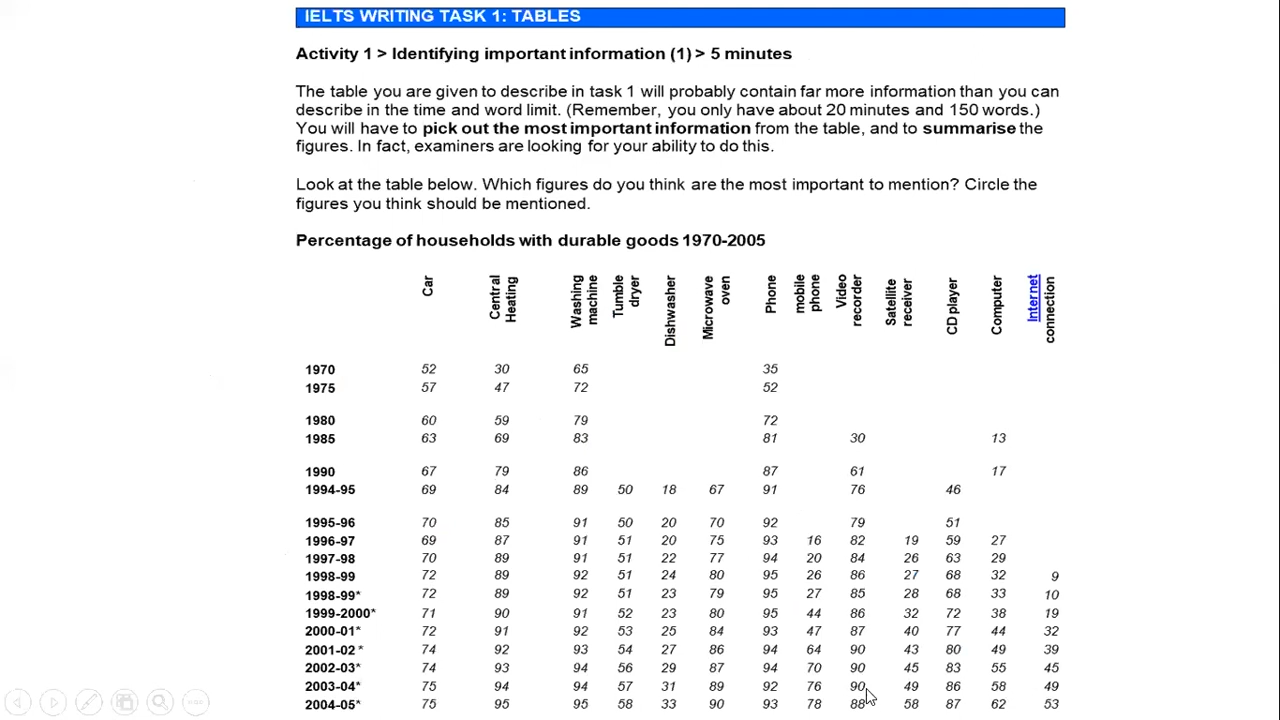 IELTS WRITING TASK 1: TABLES
Activity 1 > Identifying important information (1) > 5 minutes
The table you are given to describe in task 1 will probably contain far more information than you can
describe in the time and word limit. (Remember, you only have about 20 minutes and 150 words.)
You will have to pick out the most important information from the table, and to summarise the
figures. In fact, examiners are looking for your ability to do this.
Look at the table below. Which figures do you think are the most important to mention? Circle the
figures you think should be mentioned.
Percentage of households with durable goods 1970-2005
Car
Central
Heating
Washing
machine
Tumble
dryer
Dishwasher
Microwave
oven
Phone
mobile
phone
Video
recorder
Satellite
receiver
CD player
Computer
Internet
connection
1970 52 30 65 35
1975 57 47 72 52
1980 60 59 79 72
1985 63 69 83 81 30 13
1990 67 79 86 87 61 17
1994-95 69 84 89 50 18 67 91 76 46
1995-96 70 85 91 50 20 70 92 79 51
1996-97 69 87 91 51 20 75 93 16 82 19 59 27
1997-98 70 89 91 51 22 77 94 20 84 26 63 29
1998-99 72 89 92 51 24 80 95 26 86 27 68 32 9
1998-99* 72 89 92 51 23 79 95 27 85 28 68 33 10
1999-2000* 71 90 91 52 23 80 95 44 86 32 72 38 19
2000-01* 72 91 92 53 25 84 93 47 87 40 77 44 32
2001-02 * 74 92 93 54 27 86 94 64 90 43 80 49 39
2002-03* 74 93 94 56 29 87 94 70 90 45 83 55 45
2003-04* 75 94 94 57 31 89 92 76 90 49 86 58 49
2004-05* 75 95 95 58 33 90 93 78 88 58 87 62 53